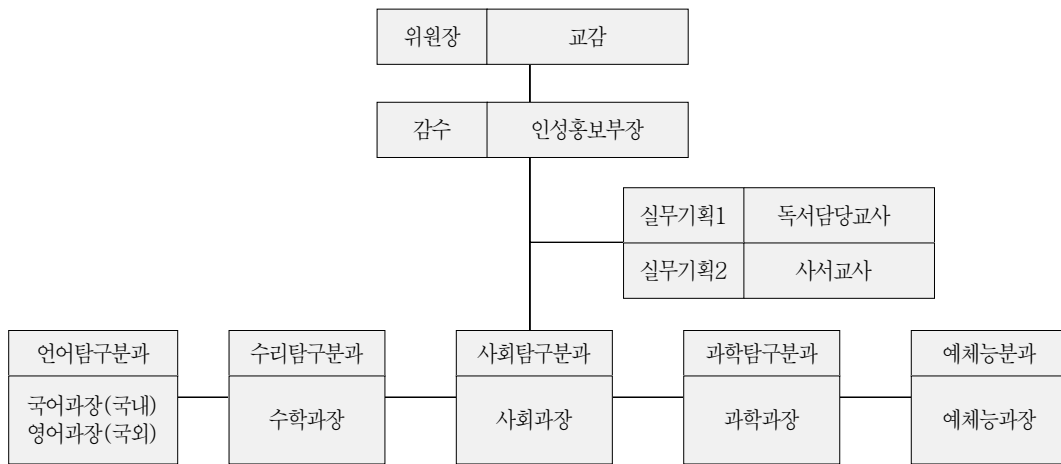 위원장 교감
감수 인성홍보부장
실무기획1 독서담당교사
실무기획2 사서교사
언어탐구분과 수리탐구분과 사회탐구분과 과학탐구분과 예체능분과
국어과장(국내)
영어과장(국외)
수학과장 사회과장 과학과장 예체능과장